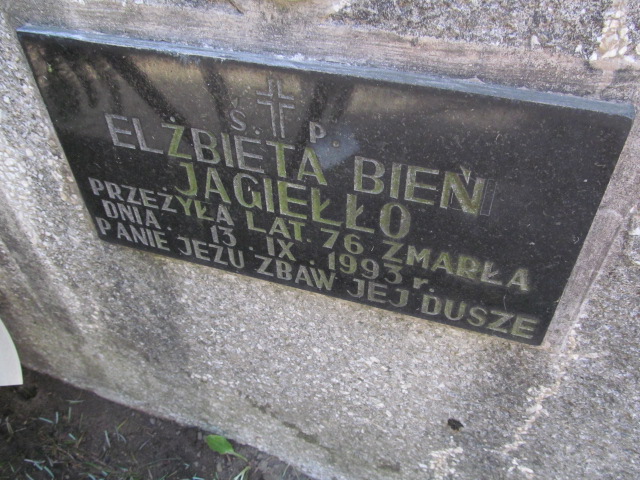 Ś. P.
ELŻBIETA BIEŃ
JAGIEŁŁO
PRZEŻYŁA LAT 76 ZMARŁA
DNIA. 13. IX. 1993 r.
PANIE JEZU ZBAW JEJ DUSZE